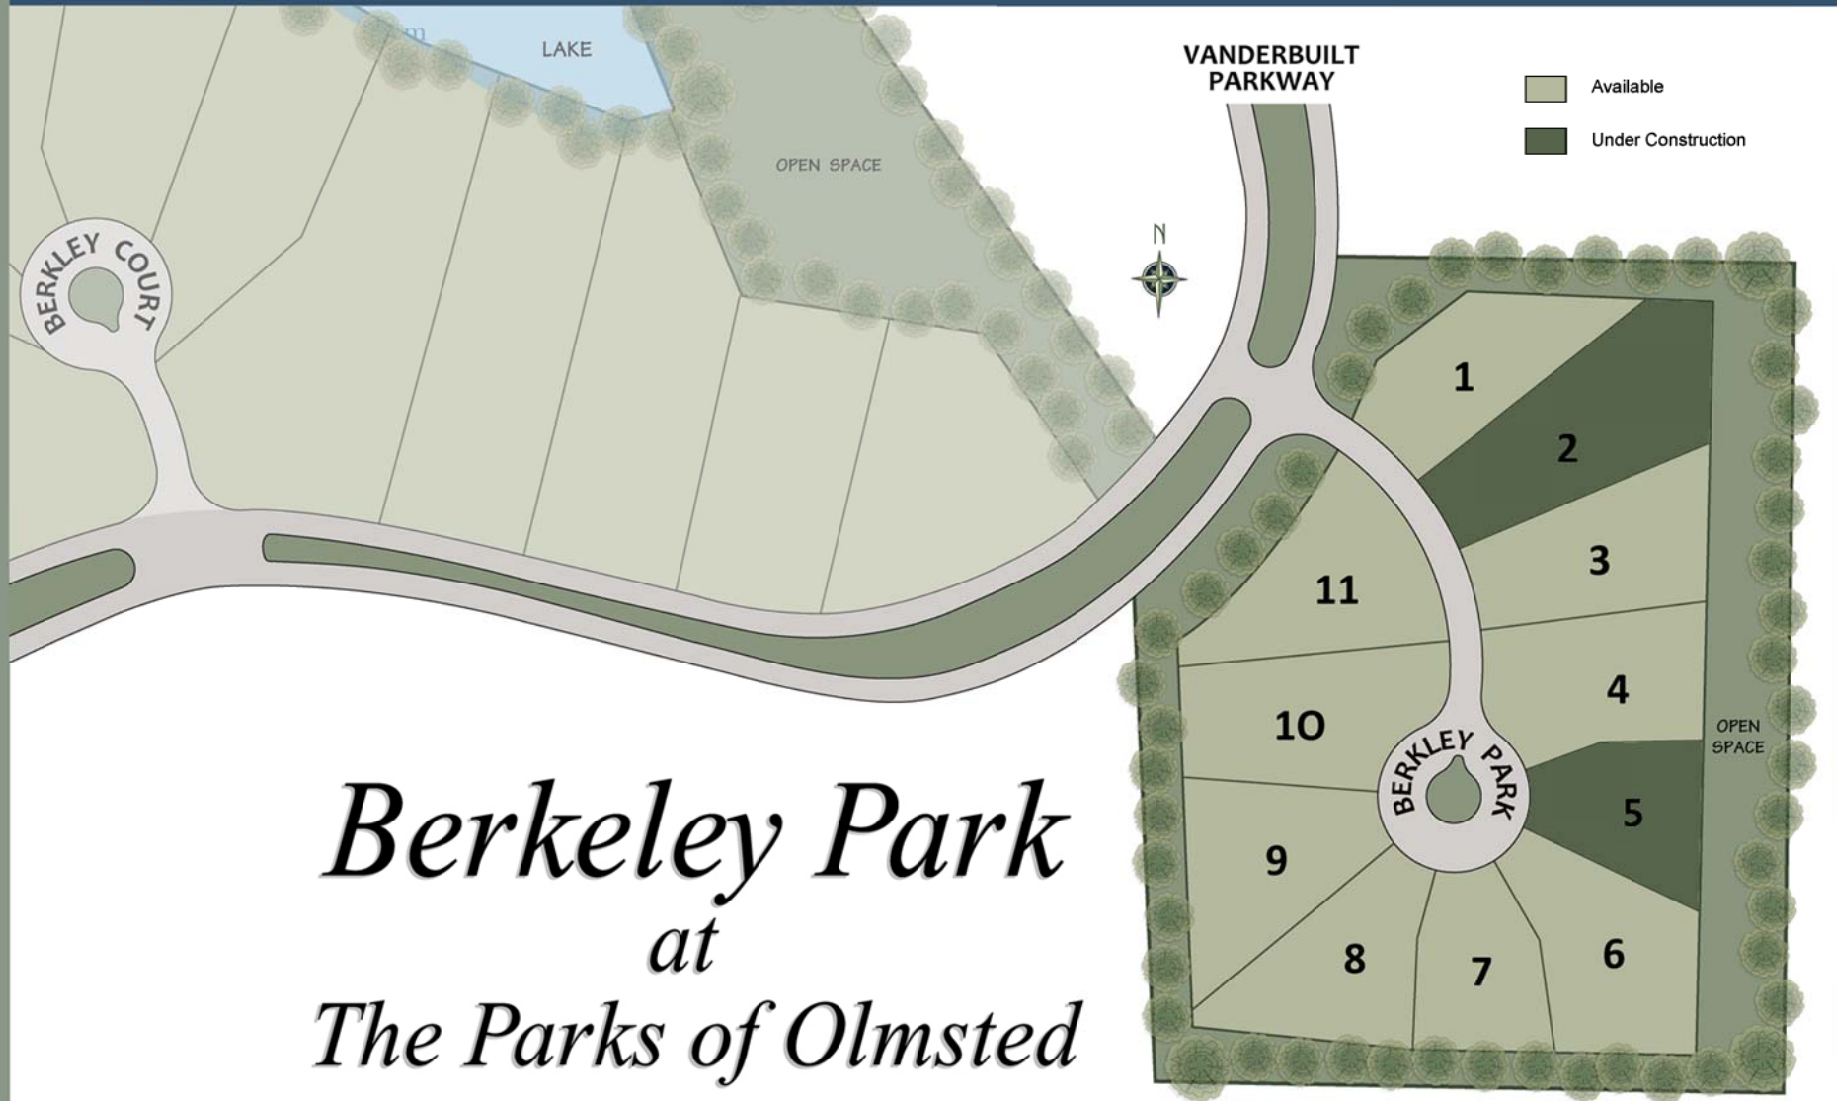 LAKE
OPEN SPACE
VANDERBUILT
PARKWAY
Available
Under Construction
N
BERKLEY COURT
1
2
3
11
4
10
OPEN
SPACE
BERKLEY PARK
5
9
8
7
6
Berkeley Park
at
The Parks of Olmsted